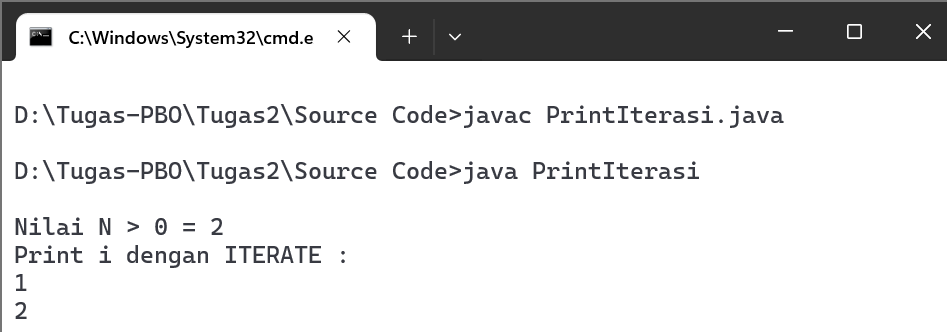 C:\Windows\System32\cmd.e
D:\Tugas-PBO\Tugas2\Source Code>javac PrintIterasi.java
D:\Tugas-PBO\Tugas2\Source Code>java PrintIterasi
Nilai N > 0 = 2
Print i dengan ITERATE :
1
2